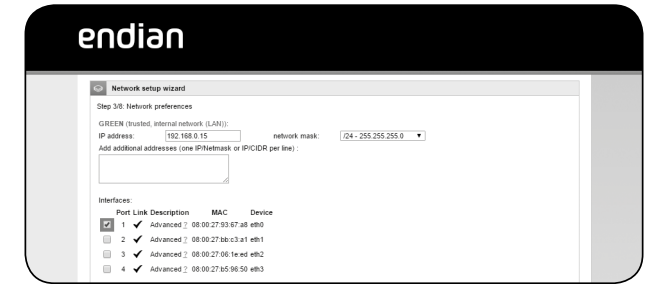 endian
Network setup wizard
Step 3/8: Network preferences
GREEN (trusted, internal network (LAN)):
IP address: 192.168.0.15 network mask: /24 - 255.255.255.0
Add additional addresses (one IP/Netmask or IP/CIDR per line) :
Interfaces:
Port Link Description MAC Device
1 ✓ Advanced ? 08:00:27:93:67:a8 eth0
2 ✓ Advanced ? 08:00:27:bb:c3:a1 eth1
3 ✓ Advanced ? 08:00:27:06:1e:ed eth2
4 ✓ Advanced ? 08:00:27:b5:96:50 eth3